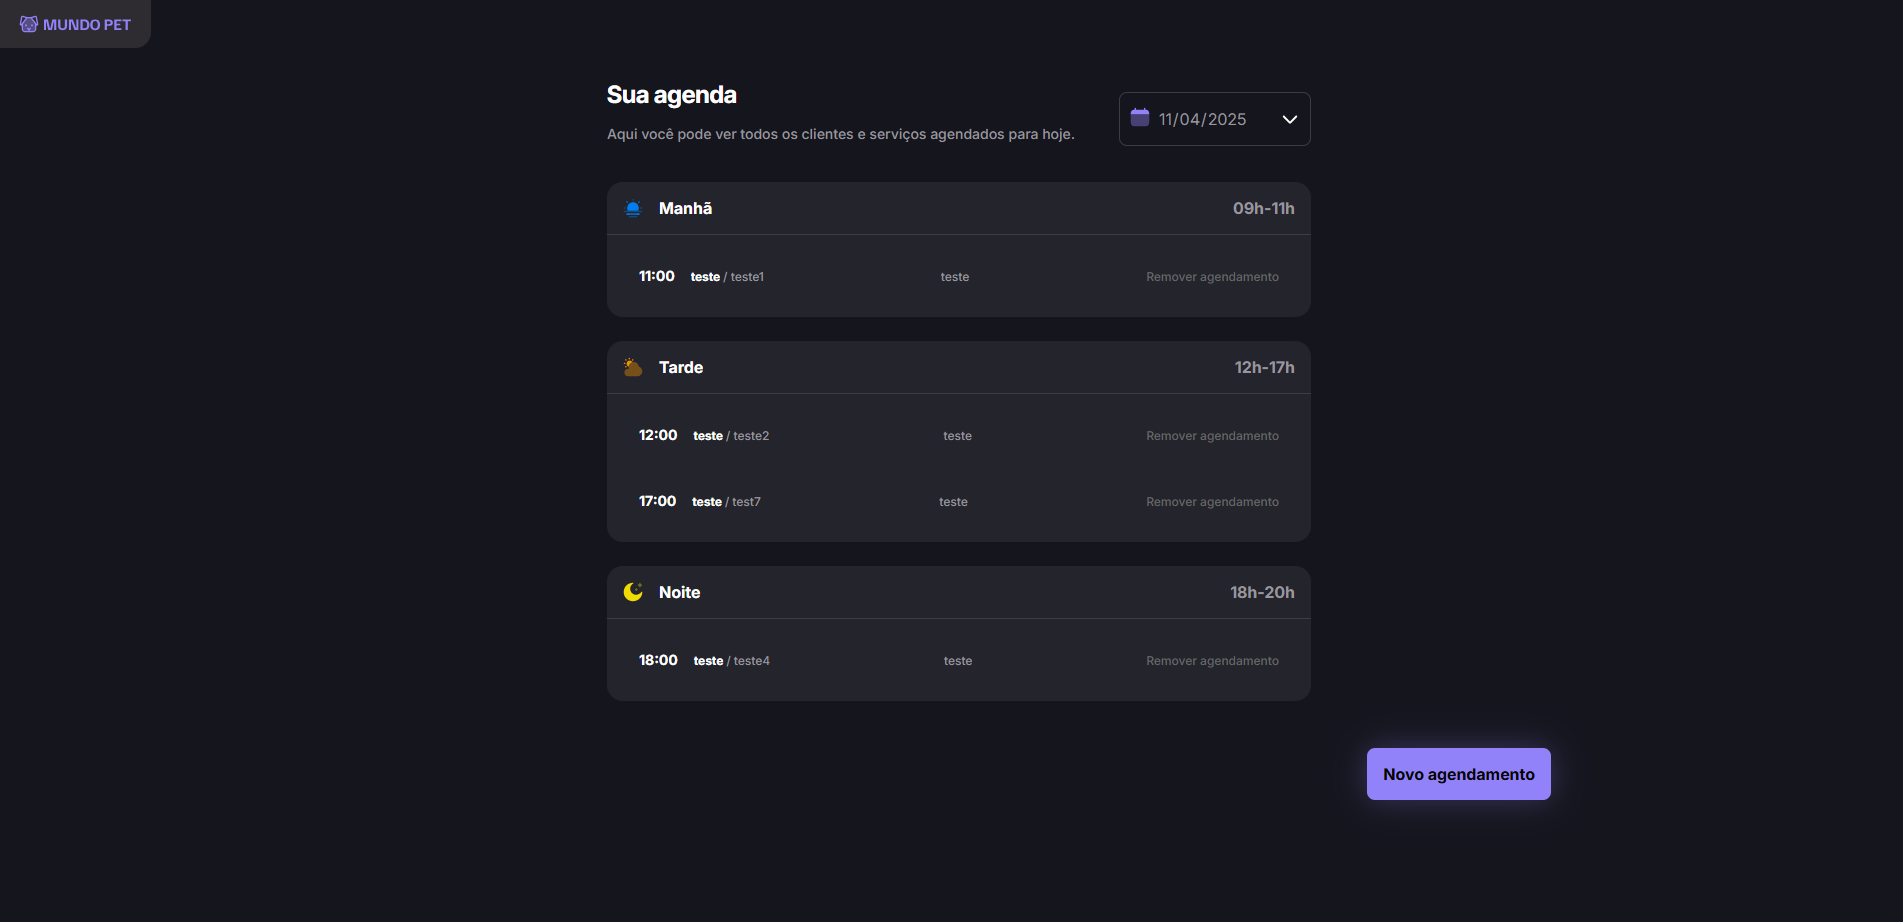 MUNDO PET
Sua agenda
Aqui você pode ver todos os clientes e serviços agendados para hoje.
11/04/2025
Manhã 09h-11h
11:00 teste / teste1 teste Remover agendamento
Tarde 12h-17h
12:00 teste / teste2 teste Remover agendamento
17:00 teste / test7 teste Remover agendamento
Noite 18h-20h
18:00 teste / teste4 teste Remover agendamento
Novo agendamento